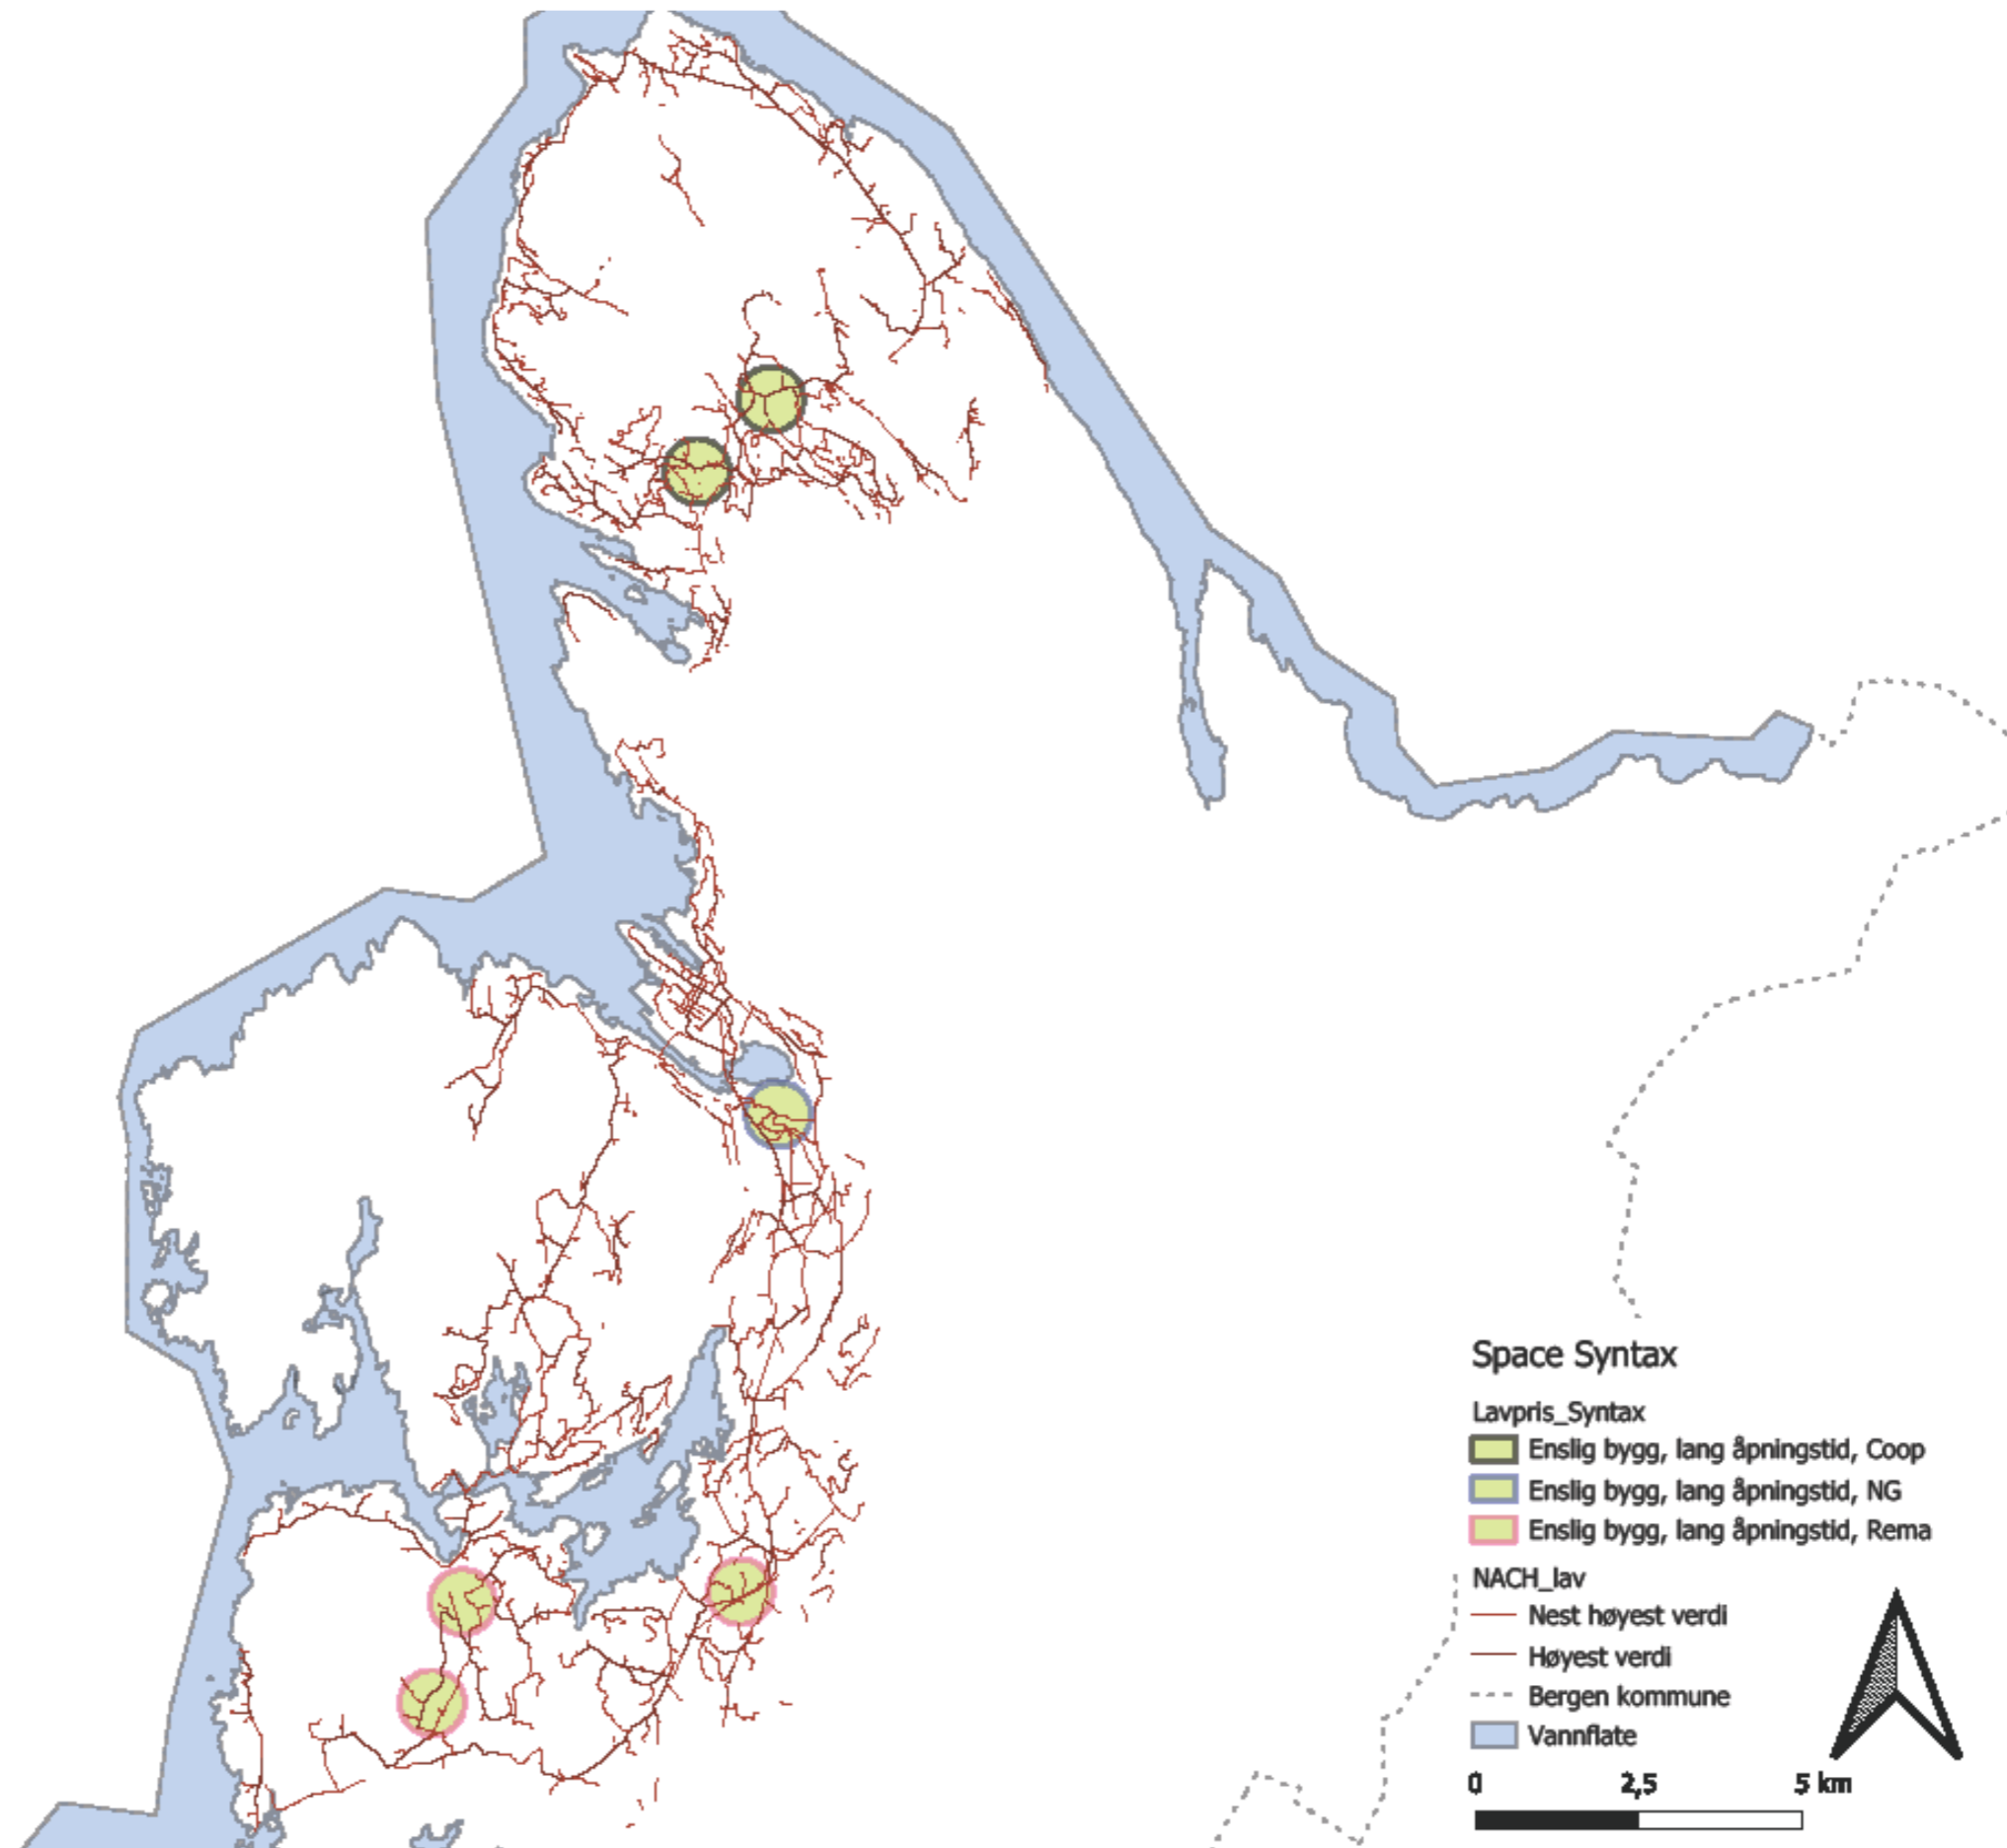 Space Syntax
Lavpris_Syntax
Enslig bygg, lang åpningstid, Coop
Enslig bygg, lang åpningstid, NG
Enslig bygg, lang åpningstid, Rema
NACH_lav
Nest høyest verdi
Høyest verdi
Bergen kommune
Vannflate
0 2,5 5 km